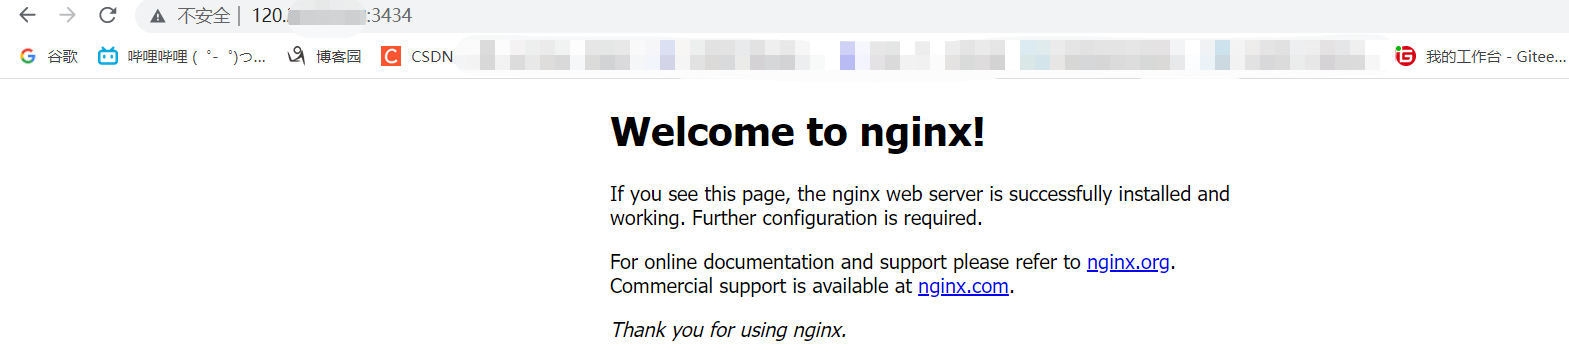 不安全 | 120. :3434
谷歌 哔哩哔哩 ( ゜- ゜)つ... 博客园 CSDN 我的工作台 - Gitee...
Welcome to nginx!
If you see this page, the nginx web server is successfully installed and
working. Further configuration is required.
For online documentation and support please refer to nginx.org.
Commercial support is available at nginx.com.
Thank you for using nginx.